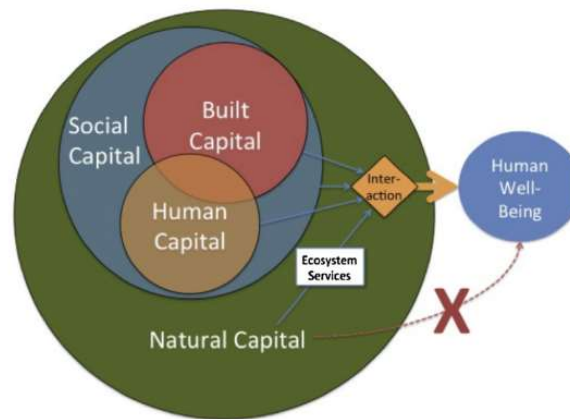 Social
Capital
Built
Capital
Human
Capital
Inter-
action
Human
Well-
Being
Ecosystem
Services
Natural Capital
X